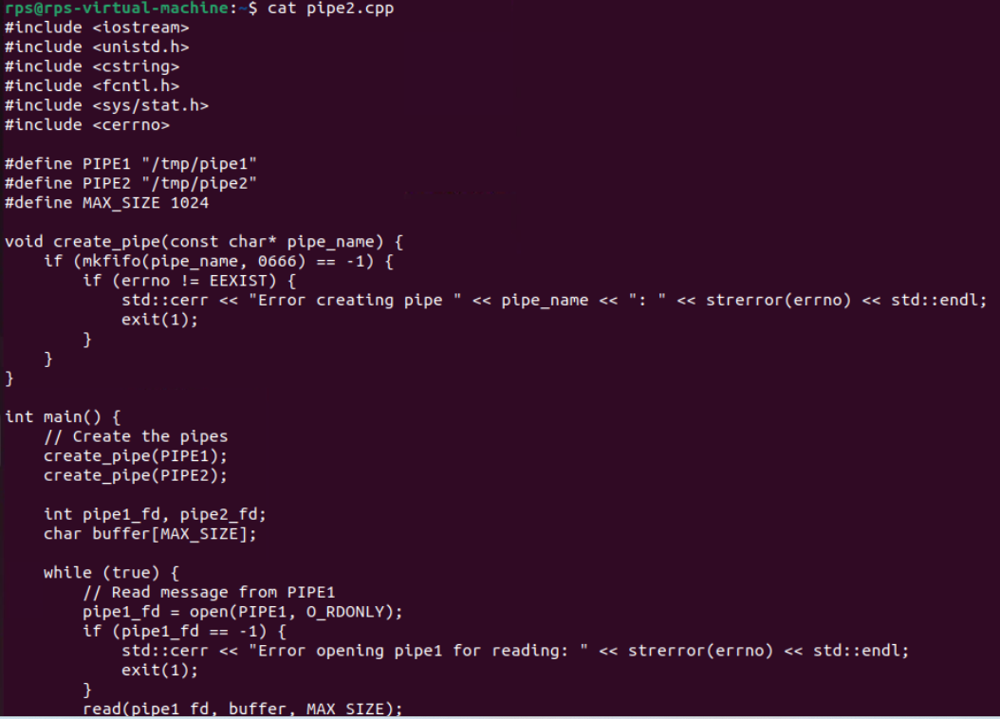 rps@rps-virtual-machine:~$ cat pipe2.cpp
#include <iostream>
#include <unistd.h>
#include <cstring>
#include <fcntl.h>
#include <sys/stat.h>
#include <cerrno>

#define PIPE1 "/tmp/pipe1"
#define PIPE2 "/tmp/pipe2"
#define MAX_SIZE 1024

void create_pipe(const char* pipe_name) {
    if (mkfifo(pipe_name, 0666) == -1) {
        if (errno != EEXIST) {
            std::cerr << "Error creating pipe " << pipe_name << ": " << strerror(errno) << std::endl;
            exit(1);
        }
    }
}

int main() {
    // Create the pipes
    create_pipe(PIPE1);
    create_pipe(PIPE2);

    int pipe1_fd, pipe2_fd;
    char buffer[MAX_SIZE];

    while (true) {
        // Read message from PIPE1
        pipe1_fd = open(PIPE1, O_RDONLY);
        if (pipe1_fd == -1) {
            std::cerr << "Error opening pipe1 for reading: " << strerror(errno) << std::endl;
            exit(1);
        }
        read(pipe1_fd, buffer, MAX_SIZE);